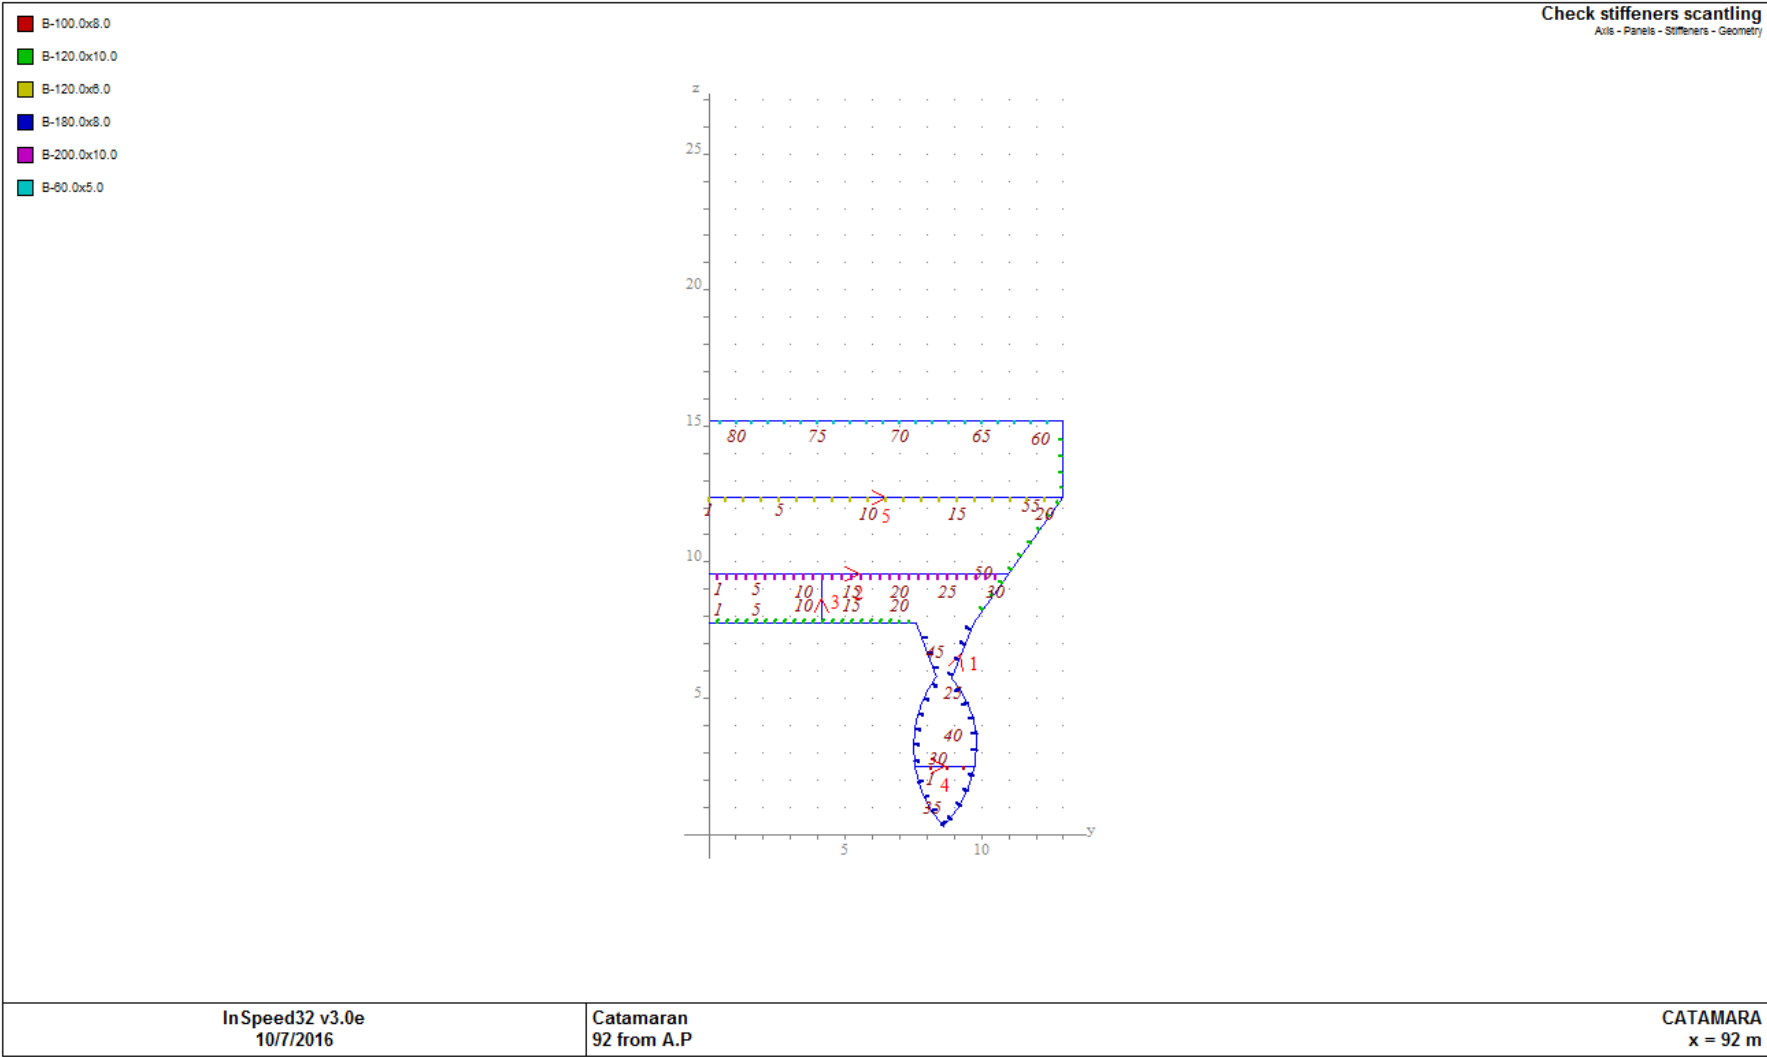 B-100.0x8.0
B-120.0x10.0
B-120.0x6.0
B-180.0x8.0
B-200.0x10.0
B-60.0x5.0
Check stiffeners scantling
Axis - Panels - Stiffeners - Geometry
z
25
20
15
80 75 70 65 60
55
1 5 10 5 15 20
10
50
1 5 10 15 2 20 25 30
1 5 10 3 15 20
45
1
5
25
40
30
1 4
35
y
5 10
InSpeed32 v3.0e
10/7/2016
Catamaran
92 from A.P
CATAMARA
x = 92 m